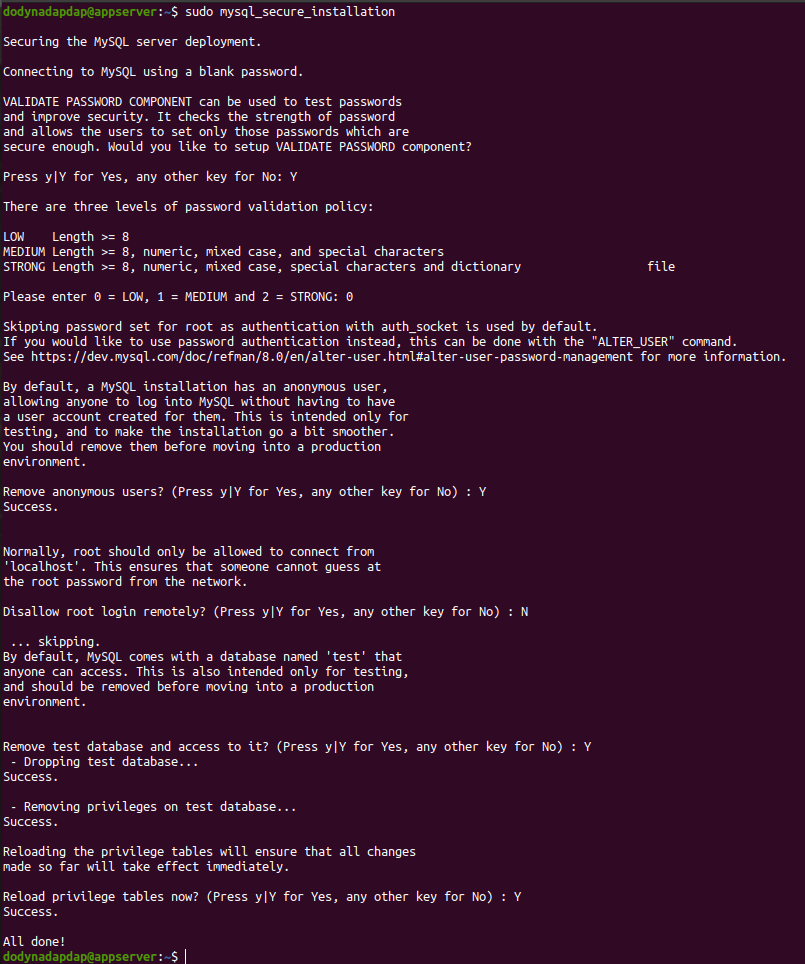 dodynadapdap@appserver:~$ sudo mysql_secure_installation
Securing the MySQL server deployment.
Connecting to MySQL using a blank password.
VALIDATE PASSWORD COMPONENT can be used to test passwords
and improve security. It checks the strength of password
and allows the users to set only those passwords which are
secure enough. Would you like to setup VALIDATE PASSWORD component?
Press y|Y for Yes, any other key for No: Y
There are three levels of password validation policy:
LOW    Length >= 8
MEDIUM Length >= 8, numeric, mixed case, and special characters
STRONG Length >= 8, numeric, mixed case, special characters and dictionary                  file
Please enter 0 = LOW, 1 = MEDIUM and 2 = STRONG: 0
Skipping password set for root as authentication with auth_socket is used by default.
If you would like to use password authentication instead, this can be done with the "ALTER_USER" command.
See https://dev.mysql.com/doc/refman/8.0/en/alter-user.html#alter-user-password-management for more information.
By default, a MySQL installation has an anonymous user,
allowing anyone to log into MySQL without having to have
a user account created for them. This is intended only for
testing, and to make the installation go a bit smoother.
You should remove them before moving into a production
environment.
Remove anonymous users? (Press y|Y for Yes, any other key for No) : Y
Success.
Normally, root should only be allowed to connect from
'localhost'. This ensures that someone cannot guess at
the root password from the network.
Disallow root login remotely? (Press y|Y for Yes, any other key for No) : N
 ... skipping.
By default, MySQL comes with a database named 'test' that
anyone can access. This is also intended only for testing,
and should be removed before moving into a production
environment.
Remove test database and access to it? (Press y|Y for Yes, any other key for No) : Y
 - Dropping test database...
Success.
 - Removing privileges on test database...
Success.
Reloading the privilege tables will ensure that all changes
made so far will take effect immediately.
Reload privilege tables now? (Press y|Y for Yes, any other key for No) : Y
Success.
All done!
dodynadapdap@appserver:~$